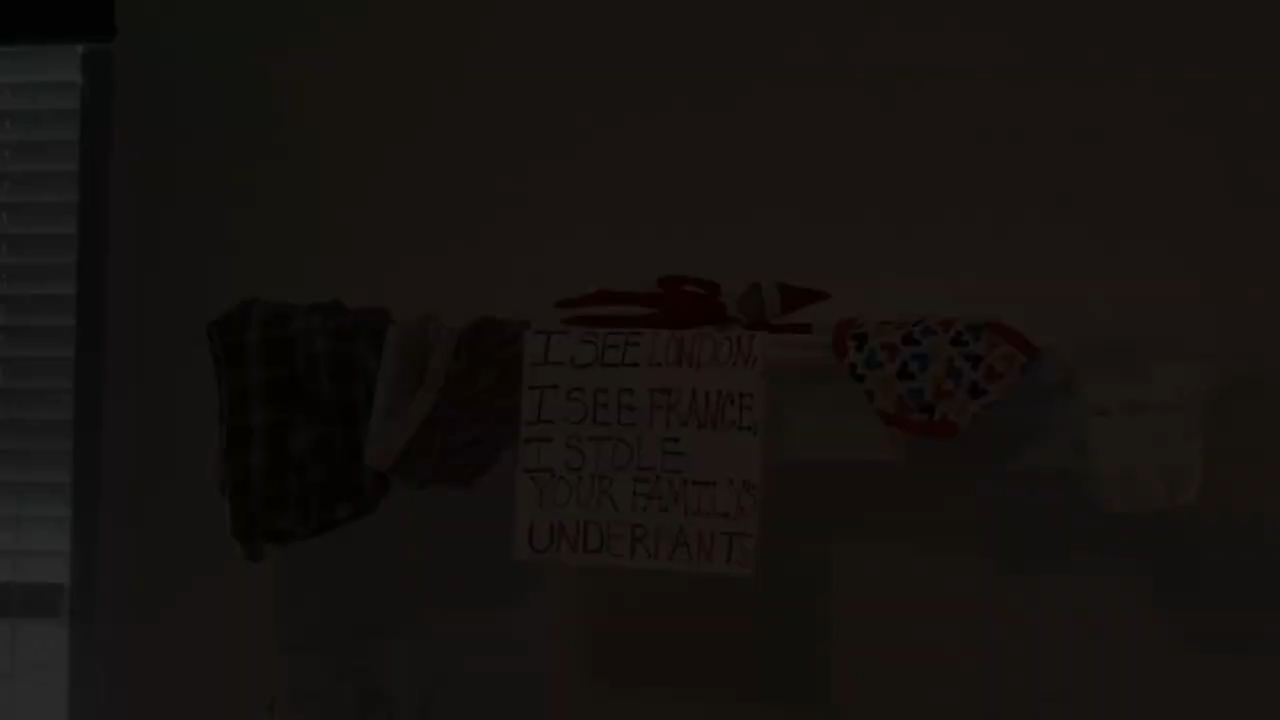 I SEE LONDON,
I SEE FRANCE,
I STOLE
YOUR FAMILY'S
UNDERPANTS